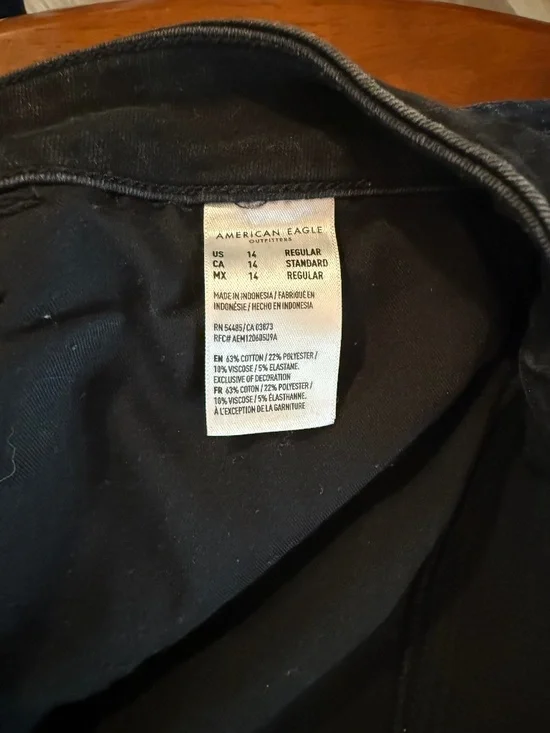 AMERICAN EAGLE
OUTFITTERS
US 14 REGULAR
CA 14 STANDARD
MX 14 REGULAR
MADE IN INDONESIA / FABRIQUÉ EN
INDONÉSIE / HECHO EN INDONESIA
RN 54485/CA 03873
RFC# AEM120605U9A
EN 63% COTTON / 22% POLYESTER /
10% VISCOSE / 5% ELASTANE.
EXCLUSIVE OF DECORATION
FR 63% COTON / 22% POLYESTER /
10% VISCOSE / 5% ÉLASTHANNE.
À L'EXCEPTION DE LA GARNITURE